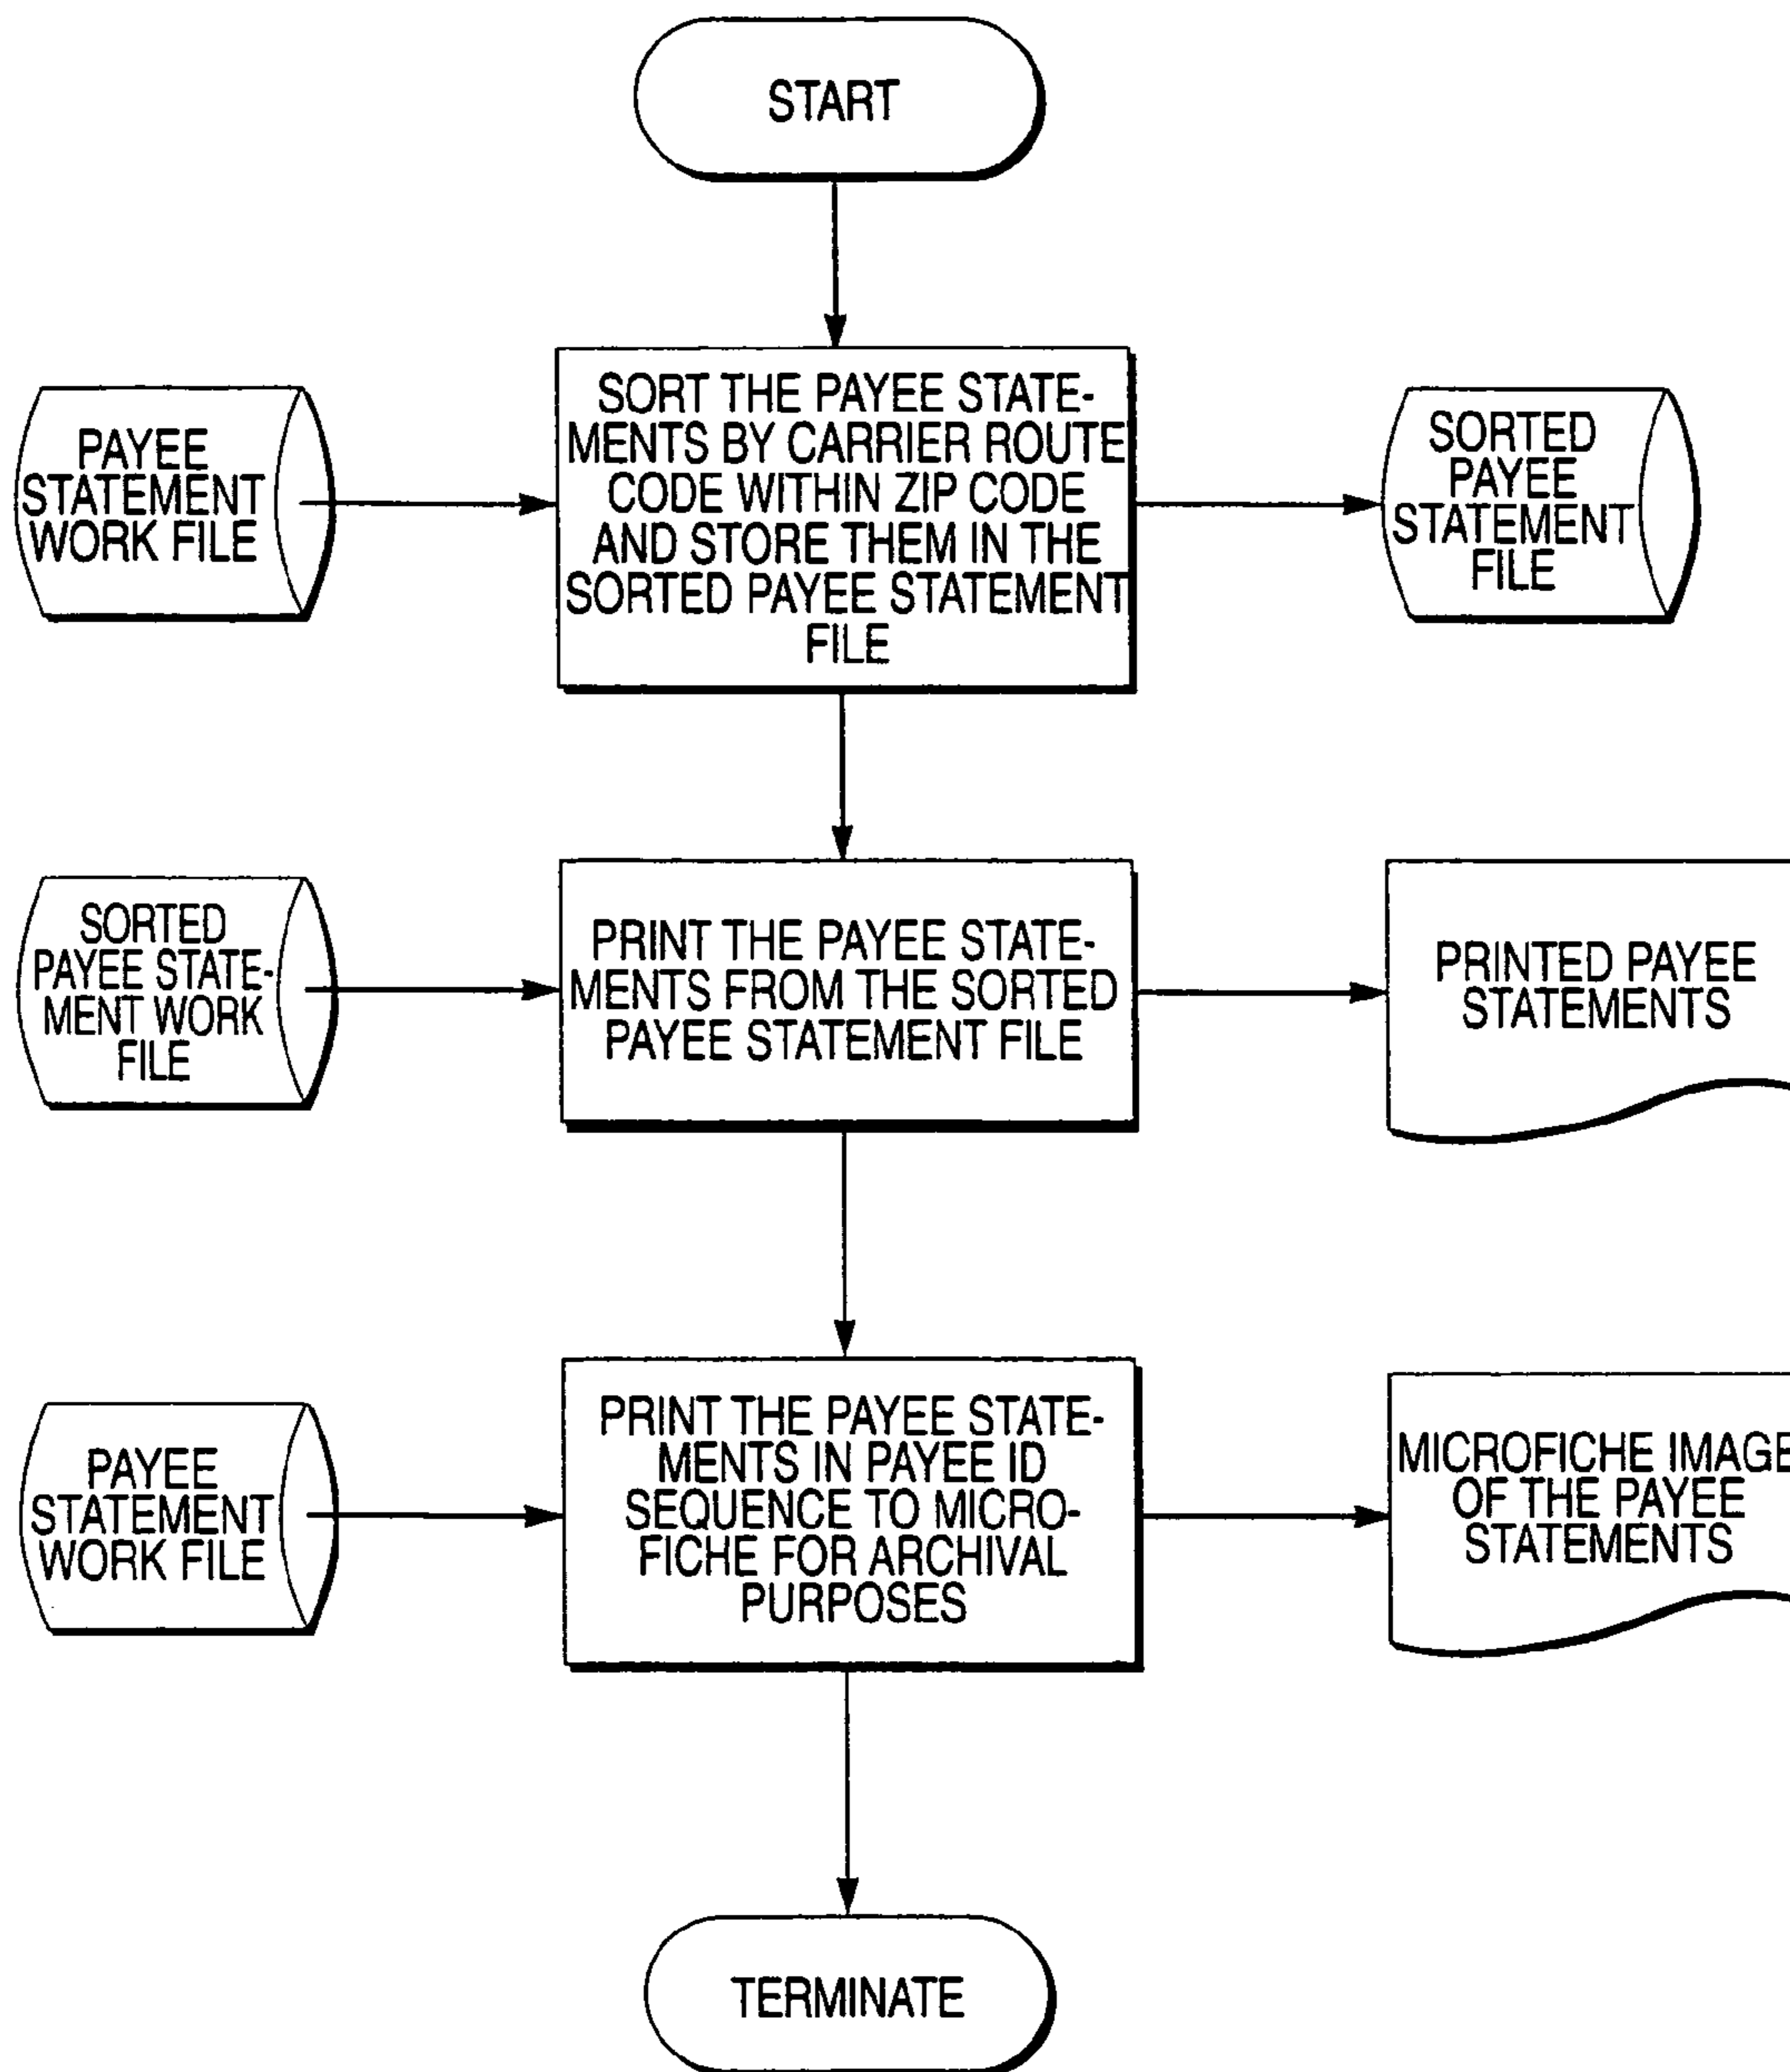 START
PAYEE
STATEMENT
WORK FILE
SORT THE PAYEE STATE-
MENTS BY CARRIER ROUTE
CODE WITHIN ZIP CODE
AND STORE THEM IN THE
SORTED PAYEE STATEMENT
FILE
SORTED
PAYEE
STATEMENT
FILE
SORTED
PAYEE STATE-
MENT WORK
FILE
PRINT THE PAYEE STATE-
MENTS FROM THE SORTED
PAYEE STATEMENT FILE
PRINTED PAYEE
STATEMENTS
PAYEE
STATEMENT
WORK FILE
PRINT THE PAYEE STATE-
MENTS IN PAYEE ID
SEQUENCE TO MICRO-
FICHE FOR ARCHIVAL
PURPOSES
MICROFICHE IMAGE
OF THE PAYEE
STATEMENTS
TERMINATE